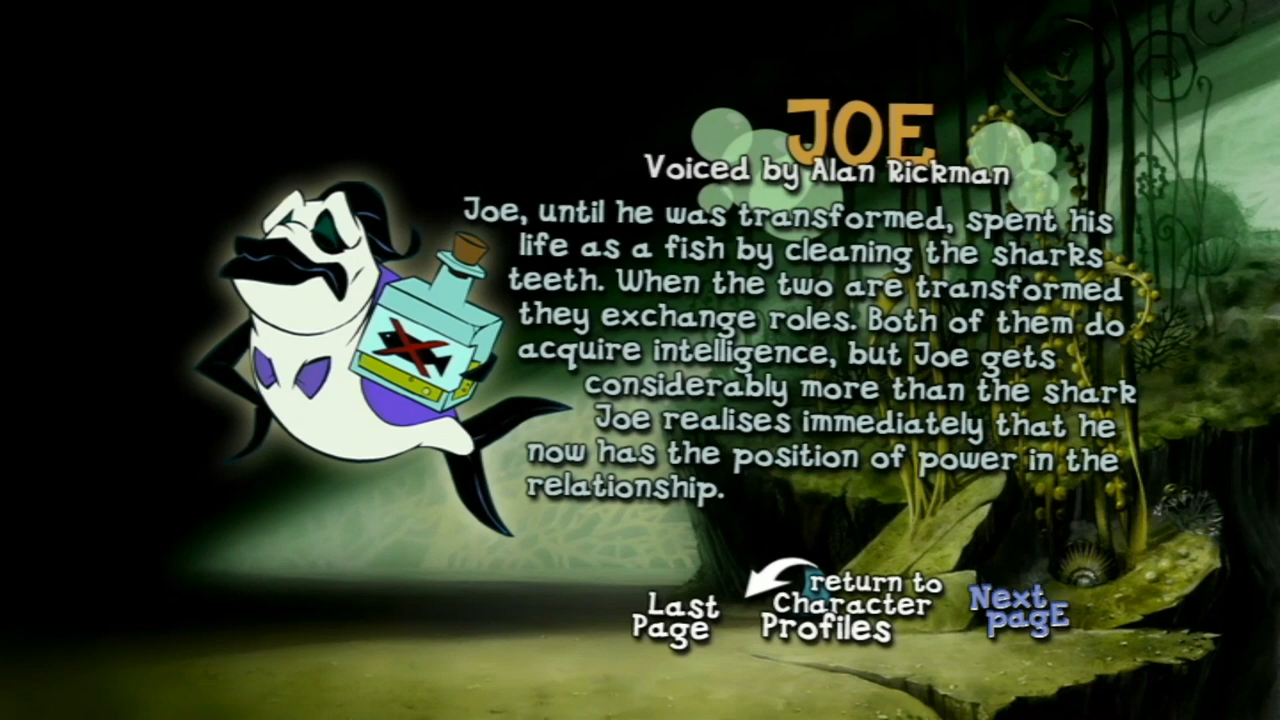 JOE
Voiced by Alan Rickman
Joe, until he was transformed, spent his
life as a fish by cleaning the sharks
teeth. When the two are transformed
they exchange roles. Both of them do
acquire intelligence, but Joe gets
considerably more than the shark
Joe realises immediately that he
now has the position of power in the
relationship.
Last
Page
return to
Character
Profiles
Next
pagE